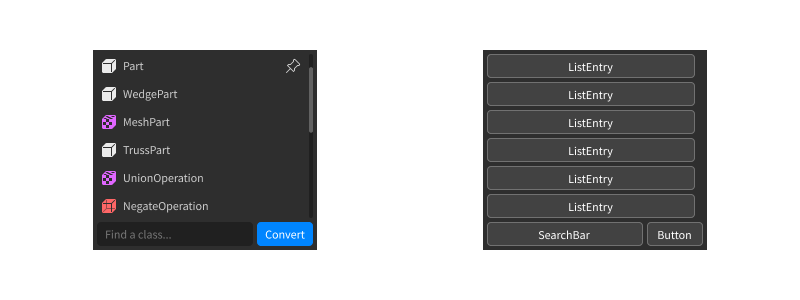 Part
WedgePart
MeshPart
TrussPart
UnionOperation
NegateOperation
Find a class... Convert
ListEntry
ListEntry
ListEntry
ListEntry
ListEntry
ListEntry
SearchBar Button